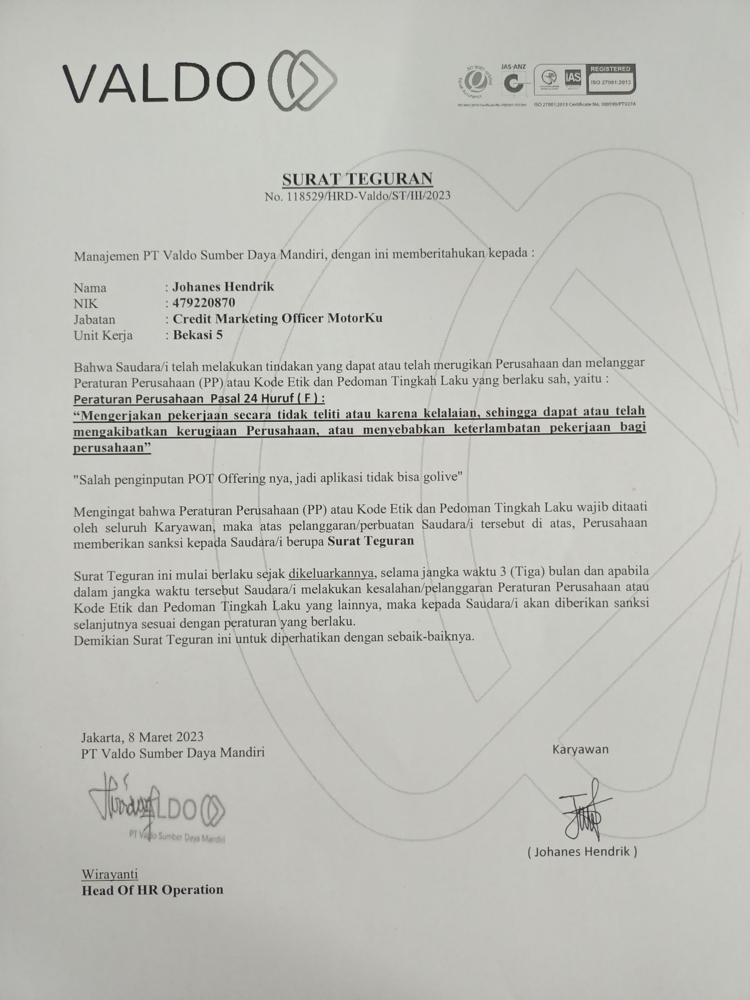 VALDO
ISO 9001 Certified
Equal Assurance
JAS-ANZ
IAS
REGISTERED
ISO 27001:2013
ISO 27001:2013 Certificate No. 100590/PTV27A
SURAT TEGURAN
No. 118529/HRD-Valdo/ST/III/2023
Manajemen PT Valdo Sumber Daya Mandiri, dengan ini memberitahukan kepada :
Nama : Johanes Hendrik
NIK : 479220870
Jabatan : Credit Marketing Officer MotorKu
Unit Kerja : Bekasi 5
Bahwa Saudara/i telah melakukan tindakan yang dapat atau telah merugikan Perusahaan dan melanggar
Peraturan Perusahaan (PP) atau Kode Etik dan Pedoman Tingkah Laku yang berlaku sah, yaitu :
Peraturan Perusahaan Pasal 24 Huruf ( F ) :
“Mengerjakan pekerjaan secara tidak teliti atau karena kelalaian, sehingga dapat atau telah
mengakibatkan kerugiaan Perusahaan, atau menyebabkan keterlambatan pekerjaan bagi
perusahaan”
"Salah penginputan POT Offering nya, jadi aplikasi tidak bisa golive"
Mengingat bahwa Peraturan Perusahaan (PP) atau Kode Etik dan Pedoman Tingkah Laku wajib ditaati
oleh seluruh Karyawan, maka atas pelanggaran/perbuatan Saudara/i tersebut di atas, Perusahaan
memberikan sanksi kepada Saudara/i berupa Surat Teguran
Surat Teguran ini mulai berlaku sejak dikeluarkannya, selama jangka waktu 3 (Tiga) bulan dan apabila
dalam jangka waktu tersebut Saudara/i melakukan kesalahan/pelanggaran Peraturan Perusahaan atau
Kode Etik dan Pedoman Tingkah Laku yang lainnya, maka kepada Saudara/i akan diberikan sanksi
selanjutnya sesuai dengan peraturan yang berlaku.
Demikian Surat Teguran ini untuk diperhatikan dengan sebaik-baiknya.
Jakarta, 8 Maret 2023
PT Valdo Sumber Daya Mandiri
Karyawan
PT Valdo Sumber Daya Mandiri
( Johanes Hendrik )
Wirayanti
Head Of HR Operation